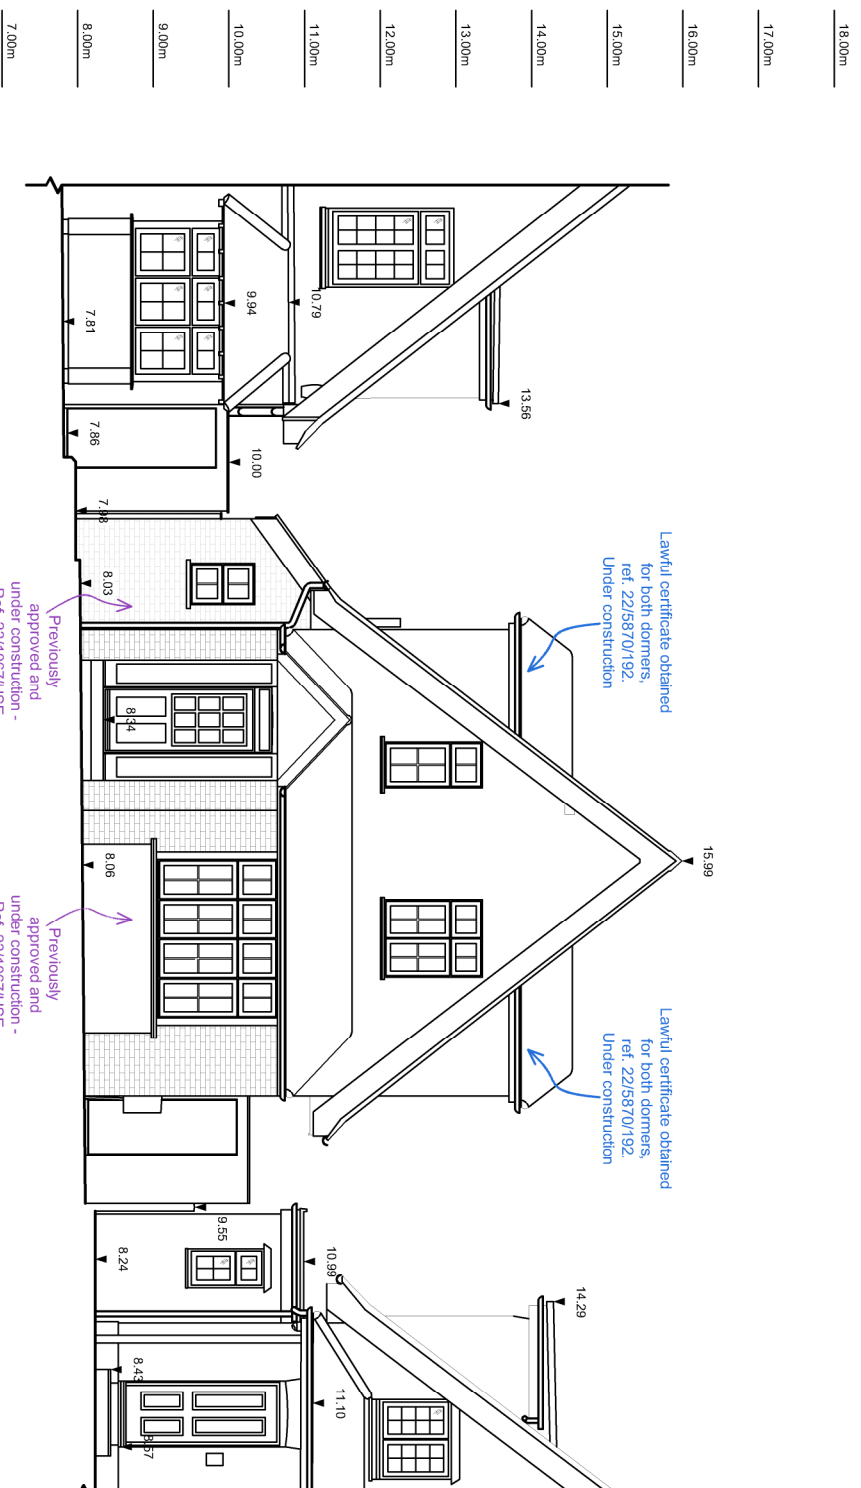 18.00m
17.00m
16.00m
15.00m
14.00m
13.00m
12.00m
11.00m
10.00m
9.00m
8.00m
7.00m
15.99
14.29
13.56
Lawful certificate obtained
for both dormers,
ref. 22/5870/192.
Under construction
Lawful certificate obtained
for both dormers,
ref. 22/5870/192.
Under construction
10.79
9.94
10.00
7.81
7.86
7.98
8.03
8.34
8.06
9.55
10.99
11.10
8.24
8.43
8.57
Previously
approved and
under construction -
Previously
approved and
under construction -